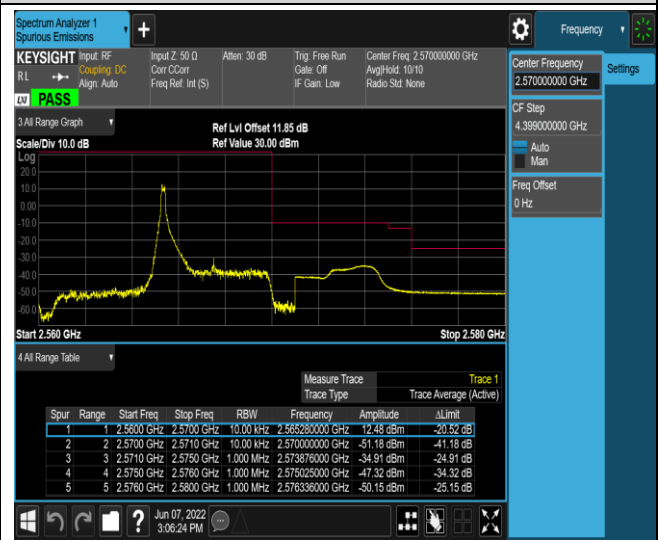 Spectrum Analyzer 1
Spurious Emissions
Frequency
KEYSIGHT
RL
Input: RF
Coupling: DC
Align: Auto
Input Z: 50 Ω
Corr CCorr
Freq Ref: Int (S)
Atten: 30 dB
Trig: Free Run
Gate: Off
IF Gain: Low
Center Freq: 2.570000000 GHz
Avg|Hold: 10/10
Radio Std: None
LXI
PASS
Center Frequency
2.570000000 GHz
Settings
CF Step
4.399000000 GHz
Auto
Man
Freq Offset
0 Hz
3 All Range Graph
Ref Lvl Offset 11.85 dB
Scale/Div 10.0 dB
Ref Value 30.00 dBm
Log
20.0
10.0
0.00
-10.0
-20.0
-30.0
-40.0
-50.0
-60.0
Start 2.560 GHz
Stop 2.580 GHz
4 All Range Table
Measure Trace Trace 1
Trace Type Trace Average (Active)
Spur Range Start Freq Stop Freq RBW Frequency Amplitude ΔLimit
1 1 2.5600 GHz 2.5700 GHz 10.00 kHz 2.565280000 GHz 12.48 dBm -20.52 dB
2 2 2.5700 GHz 2.5710 GHz 10.00 kHz 2.570000000 GHz -51.18 dBm -41.18 dB
3 3 2.5710 GHz 2.5750 GHz 1.000 MHz 2.573876000 GHz -34.91 dBm -24.91 dB
4 4 2.5750 GHz 2.5760 GHz 1.000 MHz 2.575025000 GHz -47.32 dBm -34.32 dB
5 5 2.5760 GHz 2.5800 GHz 1.000 MHz 2.576336000 GHz -50.15 dBm -25.15 dB
Jun 07, 2022
3:06:24 PM